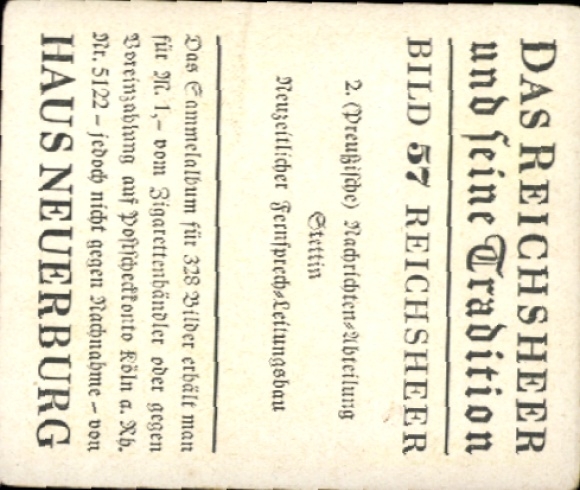 DAS REICHSHEER
und seine Tradition
BILD 57 REICHSHEER
2. (Preußische) Nachrichten-Abteilung
Stettin
Neuzeitlicher Fernsprech-Leitungsbau
Das Sammelalbum für 328 Bilder erhält man
für M. 1,- vom Zigarettenhändler oder gegen
Voreinzahlung auf Postscheckkonto Köln a. Rh.
Nr. 5122 - jedoch nicht gegen Nachnahme - von
HAUS NEUERBURG